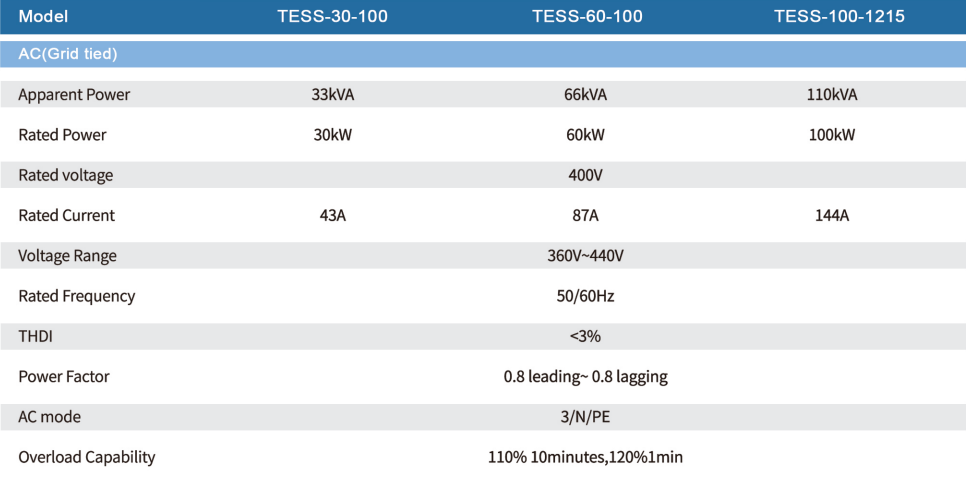 Model TESS-30-100 TESS-60-100 TESS-100-1215
AC(Grid tied)
Apparent Power 33kVA 66kVA 110kVA
Rated Power 30kW 60kW 100kW
Rated voltage 400V
Rated Current 43A 87A 144A
Voltage Range 360V~440V
Rated Frequency 50/60Hz
THDI <3%
Power Factor 0.8 leading~ 0.8 lagging
AC mode 3/N/PE
Overload Capability 110% 10minutes,120%1min